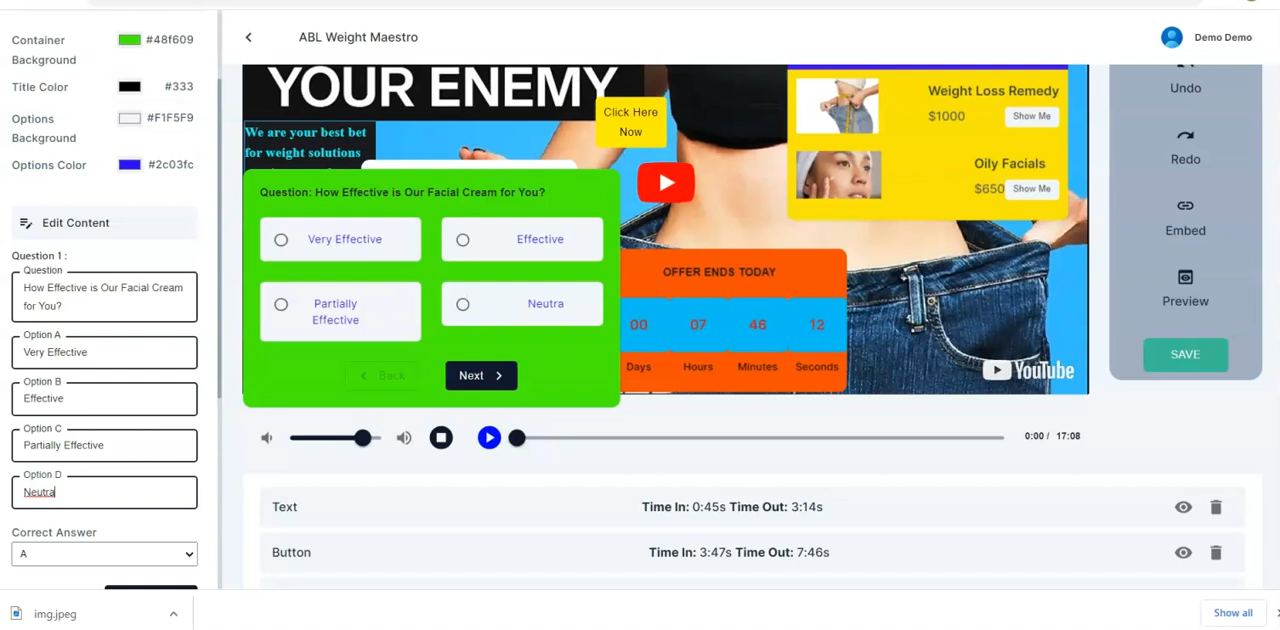 ABL Weight Maestro
Demo Demo
Container
Background
#48f609
Title Color
#333
Options
Background
#F1F5F9
Options Color
#2c03fc
Edit Content
Question 1 :
Question
How Effective is Our Facial Cream
for You?
Option A
Very Effective
Option B
Effective
Option C
Partially Effective
Option D
Neutra
Correct Answer
A
YOUR ENEMY
We are your best bet
for weight solutions
Click Here
Now
Weight Loss Remedy
$1000
Show Me
Oily Facials
$650
Show Me
Question: How Effective is Our Facial Cream for You?
Very Effective
Effective
Partially
Effective
Neutra
Back
Next
OFFER ENDS TODAY
00 07 46 12
Days Hours Minutes Seconds
YouTube
0:00 / 17:08
Text
Time In: 0:45s Time Out: 3:14s
Button
Time In: 3:47s Time Out: 7:46s
Undo
Redo
Embed
Preview
SAVE
img.jpeg
Show all